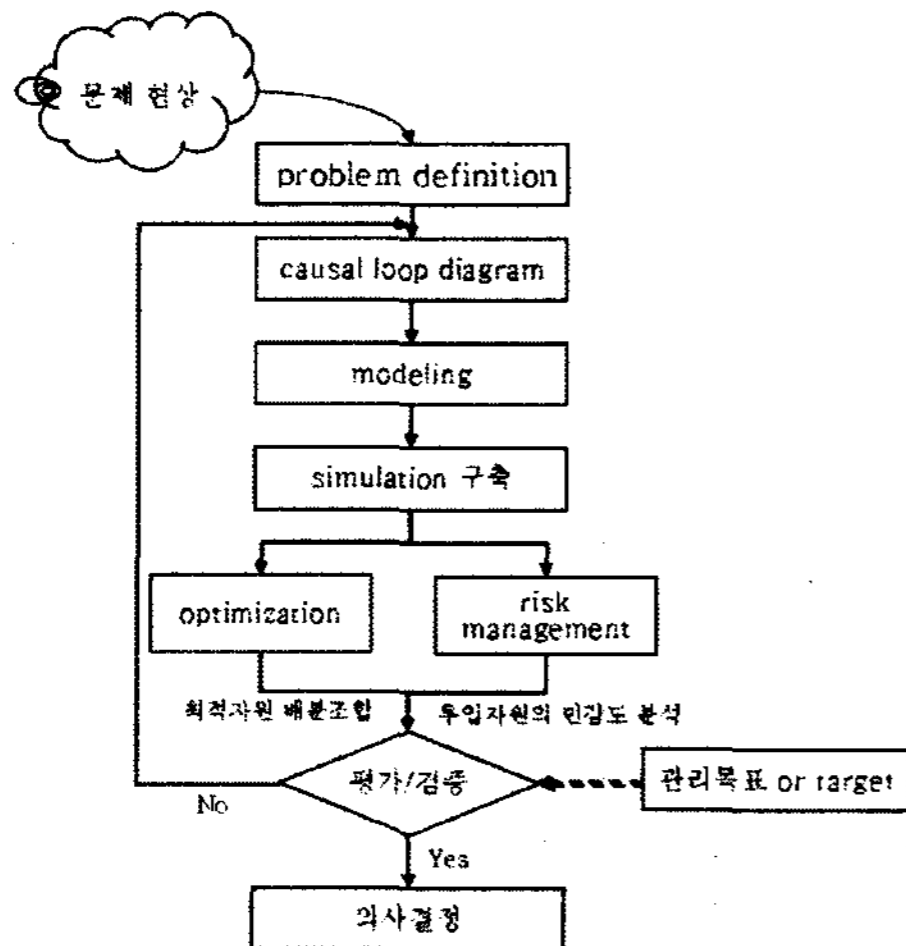 문제 현상
problem definition
causal loop diagram
modeling
simulation 구축
optimization
risk
management
최적자원 배분조합
투입자원의 민감도 분석
평가/검증
관리목표 or target
No
Yes
의사결정